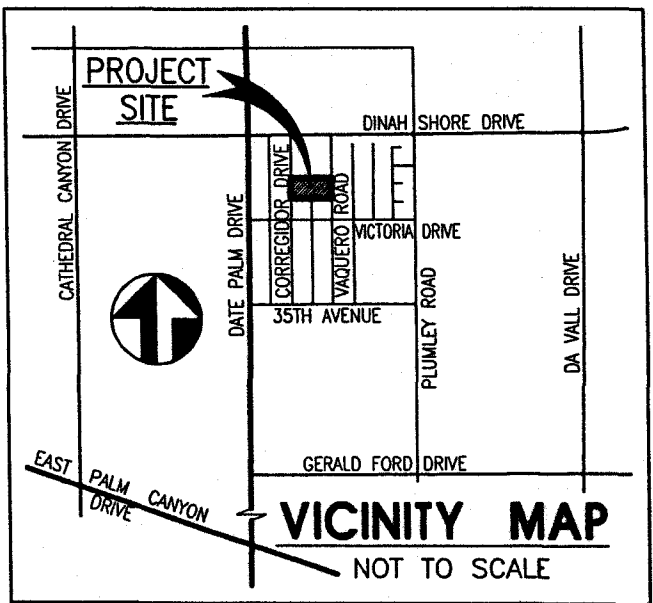 PROJECT
SITE
CATHEDRAL CANYON DRIVE
DINAH SHORE DRIVE
DATE PALM DRIVE
CORREGIDOR DRIVE
VAQUERO ROAD
VICTORIA DRIVE
35TH AVENUE
PLUMLEY ROAD
DA VALL DRIVE
GERALD FORD DRIVE
EAST PALM CANYON
DRIVE
VICINITY MAP
NOT TO SCALE